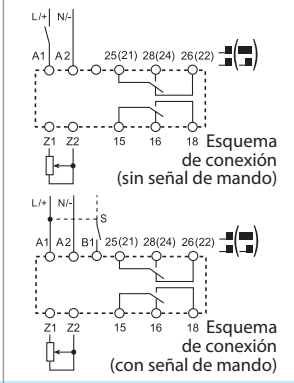 L/+ N/-
A1 A2 25(21) 28(24) 26(22)
Z1 Z2 15 16 18
Esquema
de conexión
(sin señal de mando)
L/+ N/-
S
A1 A2 B1 25(21) 28(24) 26(22)
Z1 Z2 15 16 18
Esquema
de conexión
(con señal de mando)